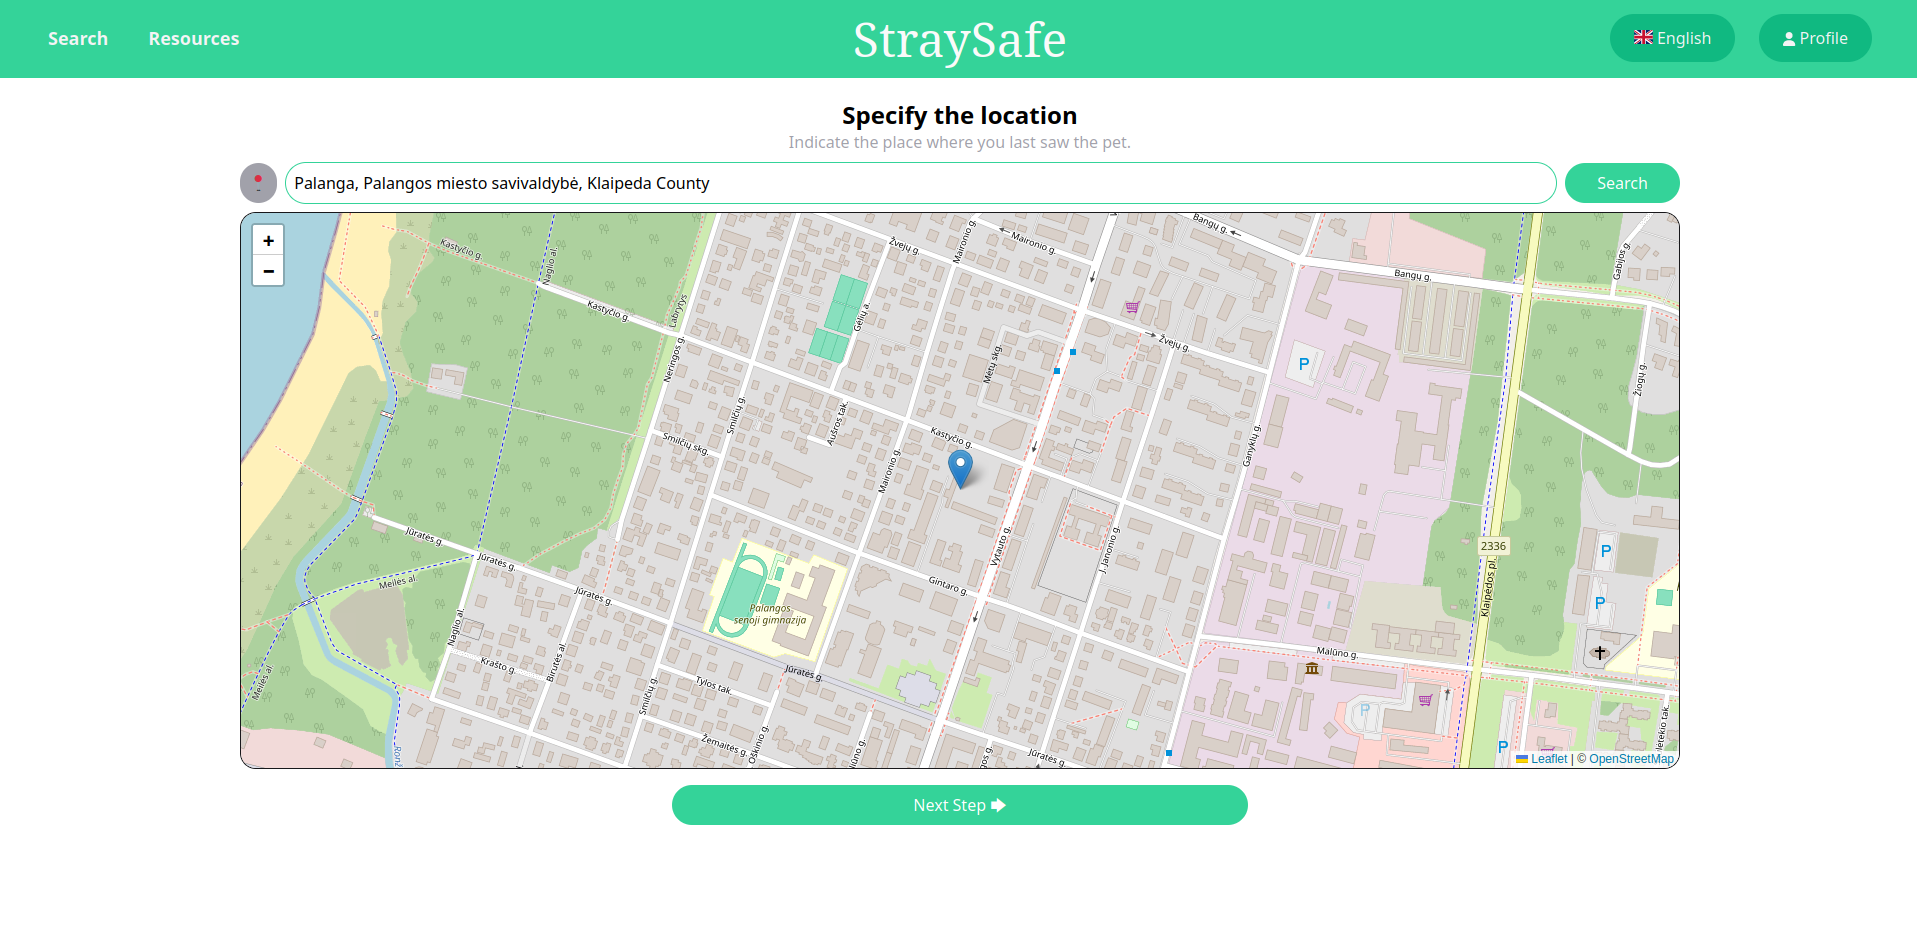 Search
Resources
StraySafe
English
Profile
Specify the location
Indicate the place where you last saw the pet.
Palanga, Palangos miesto savivaldybė, Klaipeda County
Search
+
−
Kastyčio g.
Naglio al.
Kastyčio g.
Labrytys
Neringos g.
Žvejų g.
Maironio g.
Maironio g.
Bangų g.
Bangų g.
Gabijos g.
Gėlių a.
Mėtų skg.
Žvejų g.
P
Žiogų g.
Smilčių g.
Aušros tak.
Smilčių skg.
Kastyčio g.
Maironio g.
Ganyklų g.
Jūratės g.
Jūratės g.
Vytauto g.
J. Janonio g.
2336
P
Meilės al.
Jūratės g.
Gintaro g.
Klaipėdos pl.
P
Palangos
senoji gimnazija
Naglio al.
Krašto g.
Birutės al.
Jūratės g.
Malūno g.
Meilės al.
Smilčių g.
Tylos tak.
P
Žemaitės g.
Jūratės g.
P
Leaflet | © OpenStreetMap
Next Step